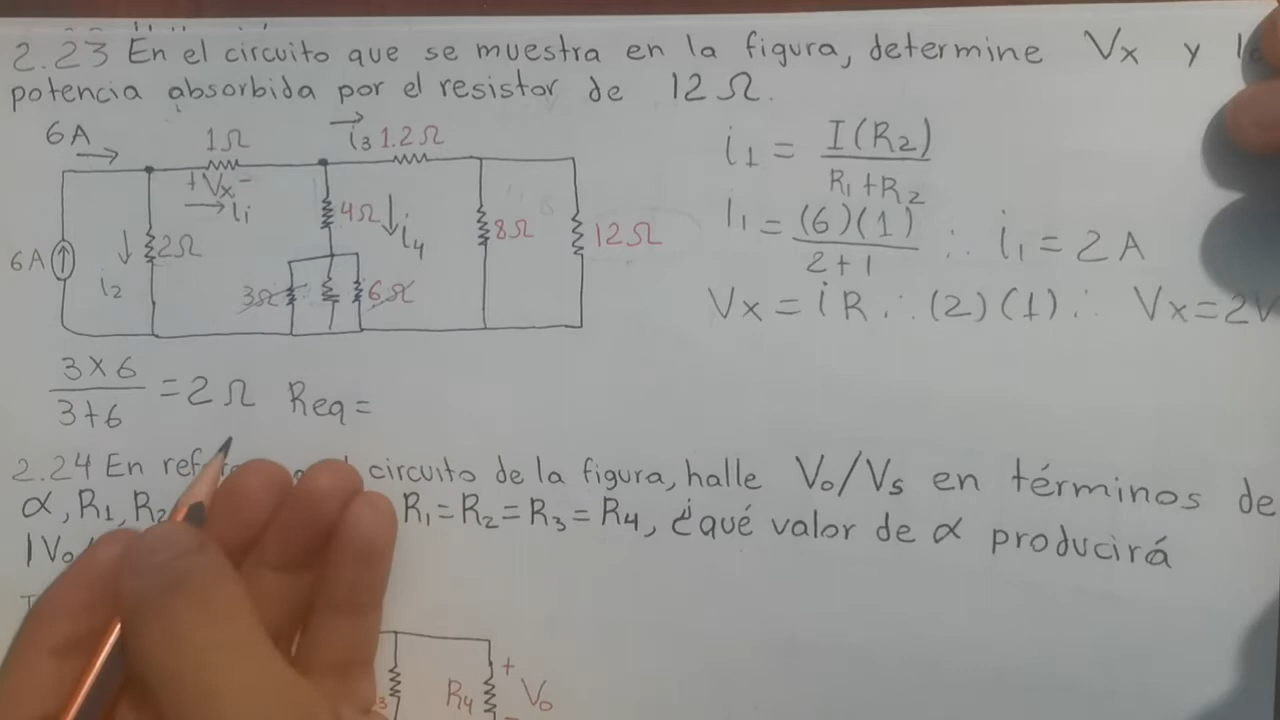 2.23 En el circuito que se muestra en la figura, determine Vx y
potencia absorbida por el resistor de 12Ω.
6A
1Ω
i3 1.2Ω
+Vx-
i1
4Ω
i4
2Ω
i2
6A
8Ω
12Ω
3Ω
6Ω
i1 = I(R2)
R1+R2
i1 = (6)(1) ∴ i1 = 2A
2+1
Vx = iR ∴ (2)(1) ∴ Vx=2V
3x6
3+6
=2Ω Req=
2.24 En circuito de la figura, halle Vo/Vs en términos de
α, R1, R2 R1=R2=R3=R4, ¿qué valor de α producirá
|Vo
R4
+
Vo
-